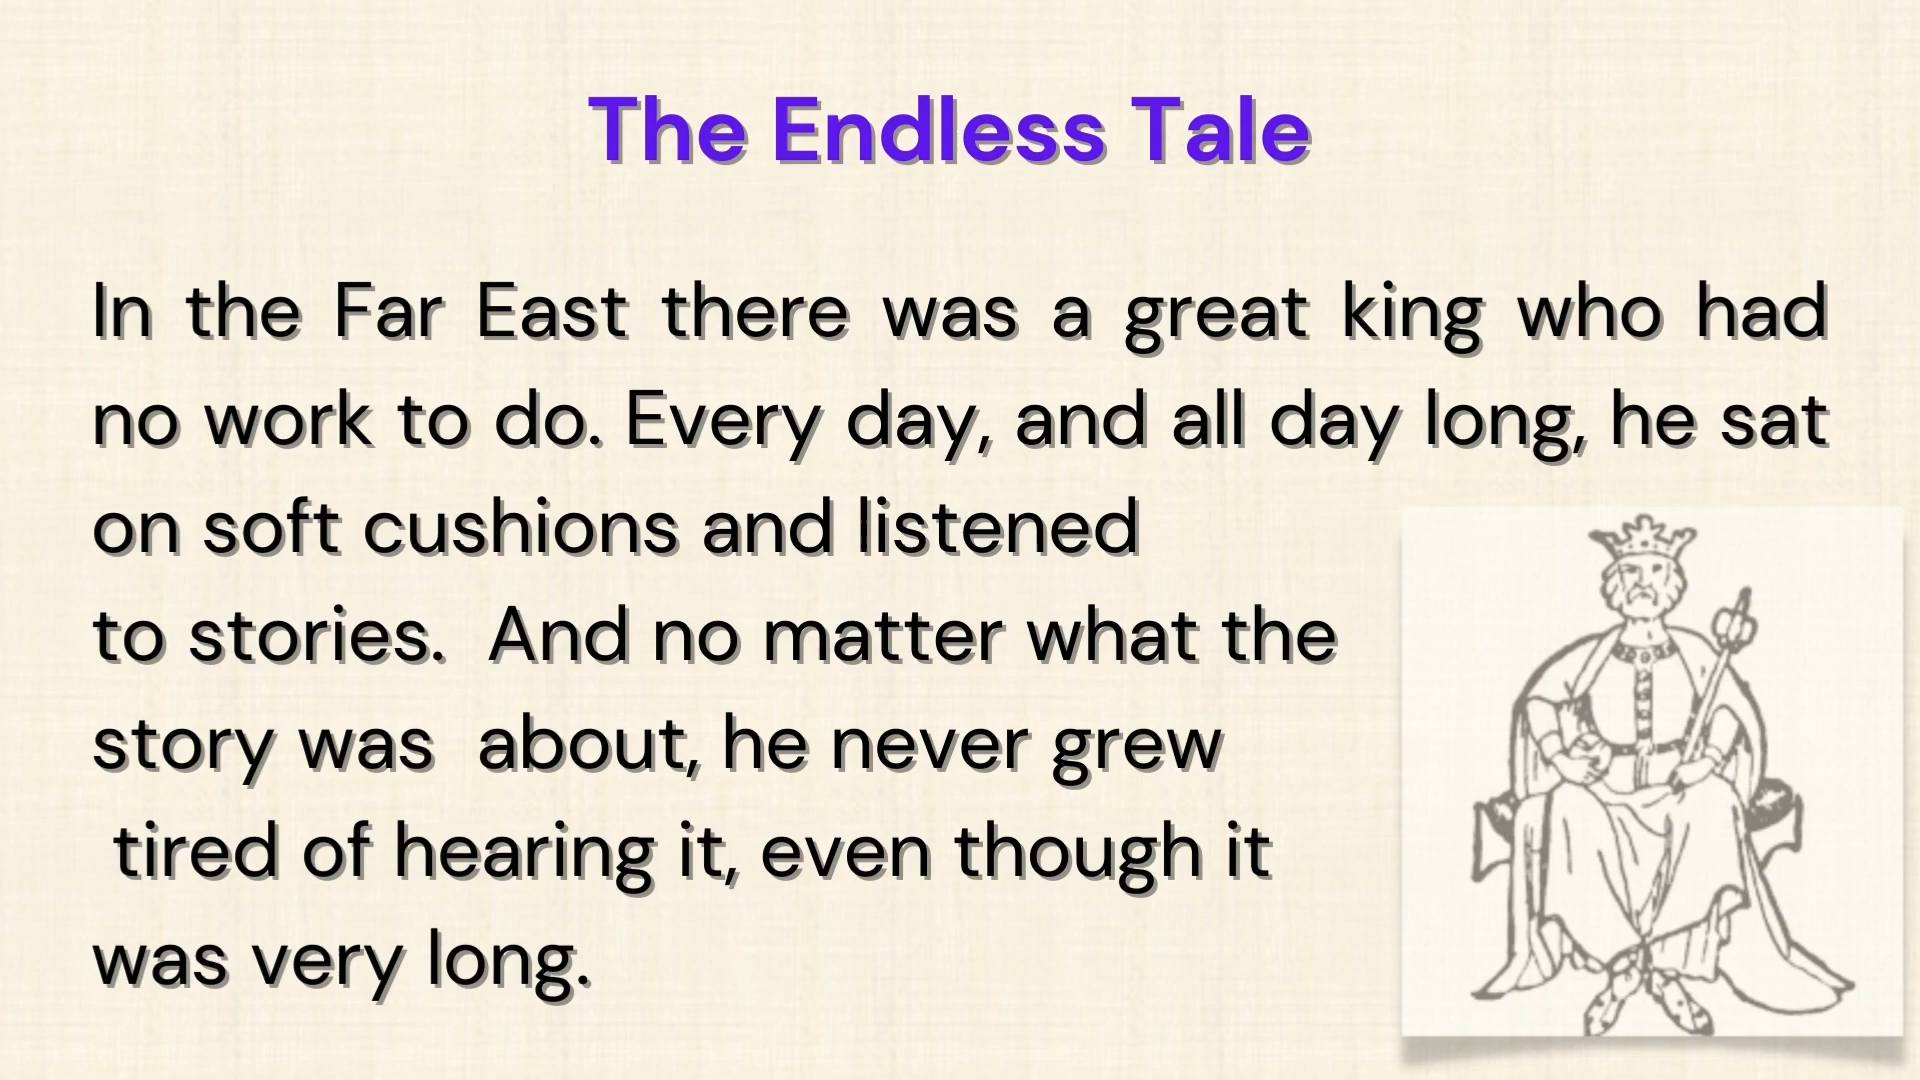 The Endless Tale
In the Far East there was a great king who had
no work to do. Every day, and all day long, he sat
on soft cushions and listened
to stories.  And no matter what the
story was  about, he never grew
tired of hearing it, even though it
was very long.